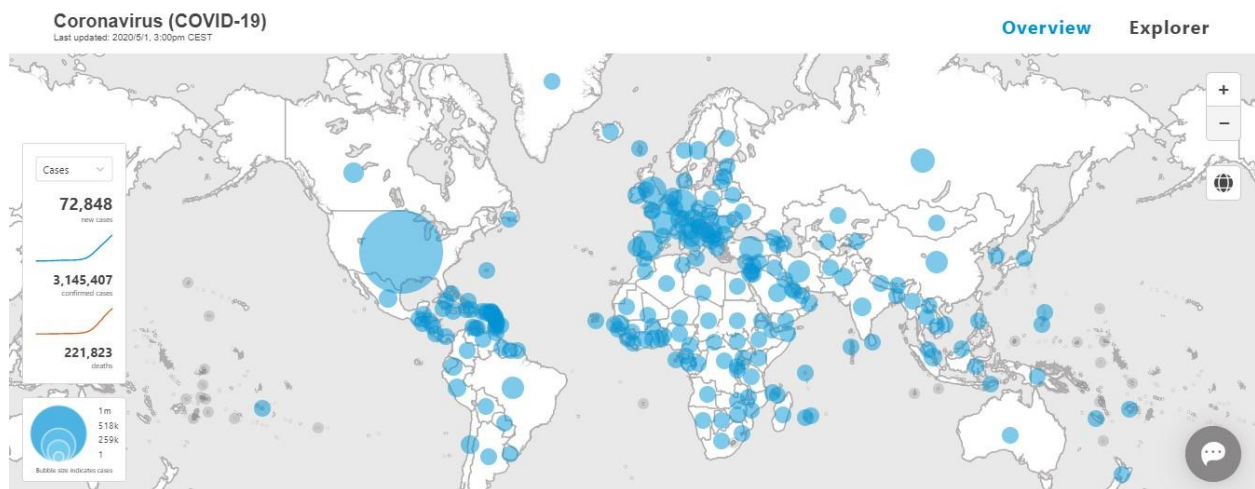 Coronavirus (COVID-19)
Last updated: 2020/5/1, 3:00pm CEST
Overview Explorer
+
−
Cases
72,848
new cases
3,145,407
confirmed cases
221,823
deaths
1m
518k
259k
1
Bubble size indicates cases